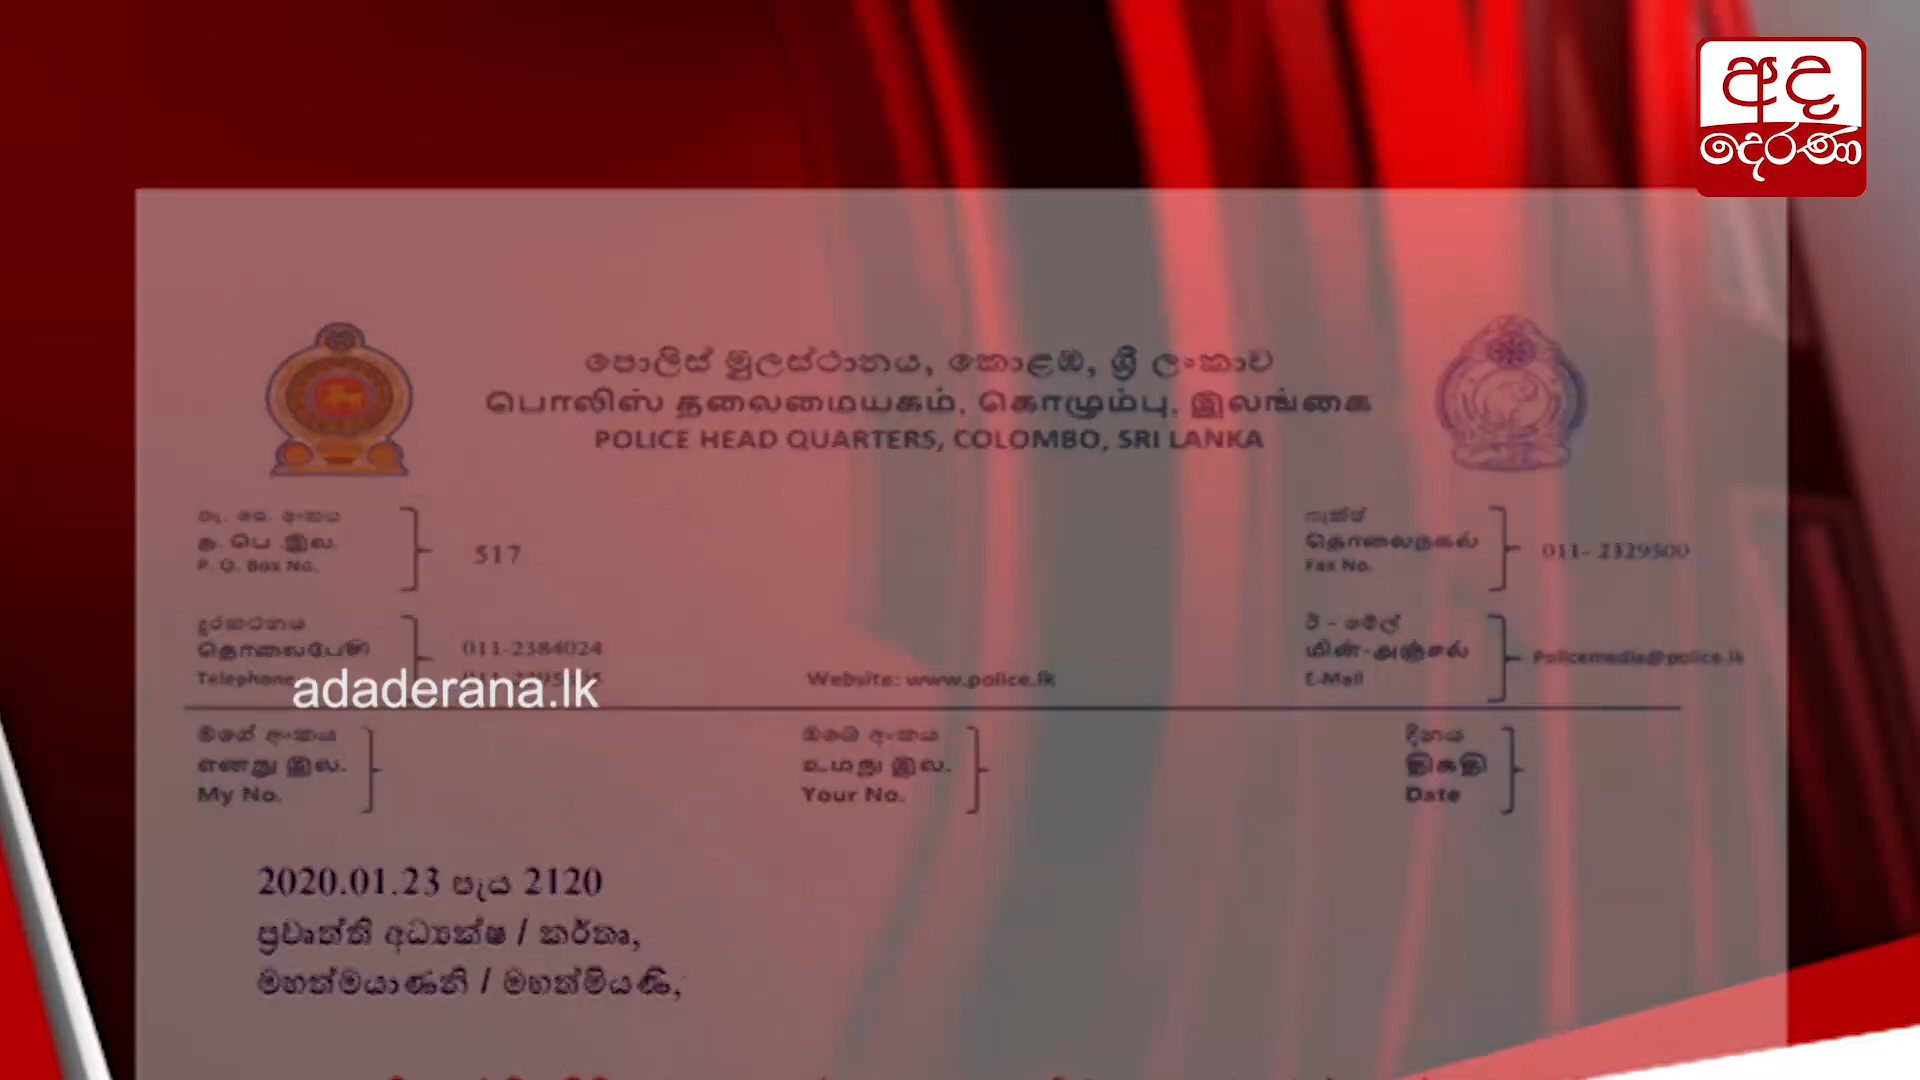 අද
දෙරණ
පොලිස් මූලස්ථානය, කොළඹ, ශ්‍රී ලංකාව
பொலிஸ் தலைமையகம், கொழும்பு, இலங்கை
POLICE HEAD QUARTERS, COLOMBO, SRI LANKA
තැ. පෙ. අංකය
த. பெ .இல.
P. O. Box No.
517
ෆැක්ස්
தொலைநகல்
Fax No.
011- 2329500
දුරකථනය
தொலைபேசி
Telephone
011-2384024
Website: www.police.lk
ඊ - මේල්
மின்-அஞ்சல்
E-Mail
Policemedia@police.lk
adaderana.lk
මගේ අංකය
எனது இல.
My No.
ඔබේ අංකය
உமது இல.
Your No.
දිනය
திகதி
Date
2020.01.23 පැය 2120
ප්‍රවෘත්ති අධ්‍යක්ෂ / කර්තෘ,
මහත්මයාණනි / මහත්මියණි,